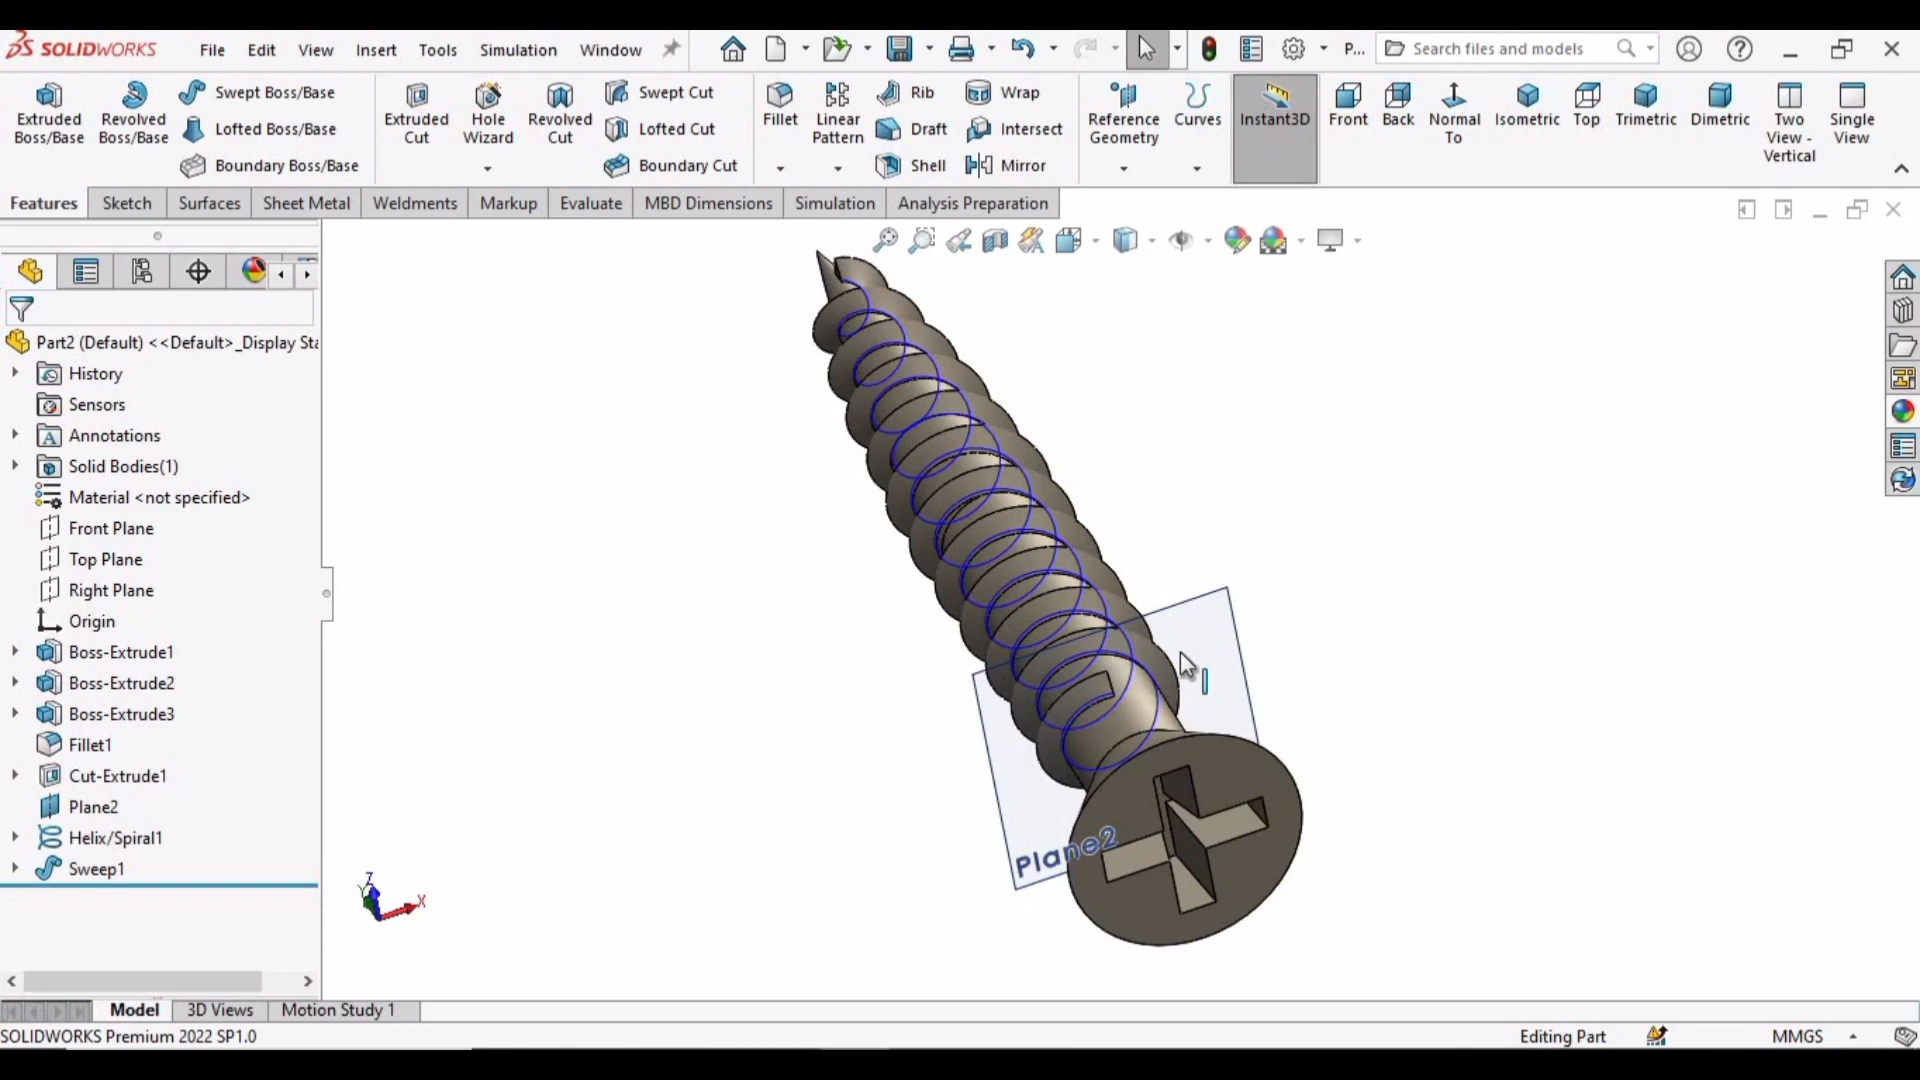 SOLIDWORKS File Edit View Insert Tools Simulation Window P... Search files and models
Extruded Boss/Base
Revolved Boss/Base
Swept Boss/Base
Lofted Boss/Base
Boundary Boss/Base
Extruded Cut
Hole Wizard
Revolved Cut
Swept Cut
Lofted Cut
Boundary Cut
Fillet
Linear Pattern
Rib
Draft
Shell
Wrap
Intersect
Mirror
Reference Geometry
Curves
Instant3D
Front
Back
Normal To
Isometric
Top
Trimetric
Dimetric
Two View - Vertical
Single View
Features Sketch Surfaces Sheet Metal Weldments Markup Evaluate MBD Dimensions Simulation Analysis Preparation
Part2 (Default) <<Default>_Display Sta
History
Sensors
Annotations
Solid Bodies(1)
Material <not specified>
Front Plane
Top Plane
Right Plane
Origin
Boss-Extrude1
Boss-Extrude2
Boss-Extrude3
Fillet1
Cut-Extrude1
Plane2
Helix/Spiral1
Sweep1
Plane2
Z
Y
X
Model 3D Views Motion Study 1
SOLIDWORKS Premium 2022 SP1.0 Editing Part MMGS